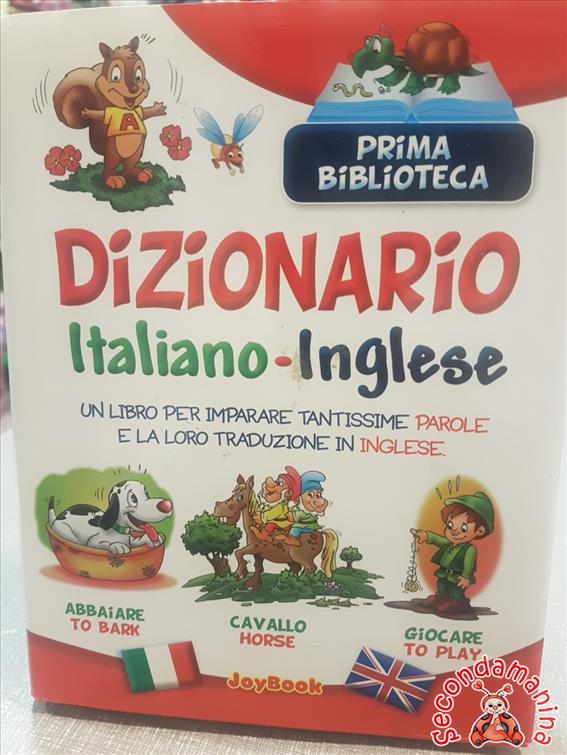 A
PRIMA
BIBLIOTECA
DIZIONARIO
Italiano-Inglese
UN LIBRO PER IMPARARE TANTISSIME PAROLE
E LA LORO TRADUZIONE IN INGLESE.
ABBAIARE
TO BARK
CAVALLO
HORSE
GIOCARE
TO PLAY
JoyBook
secondamanina